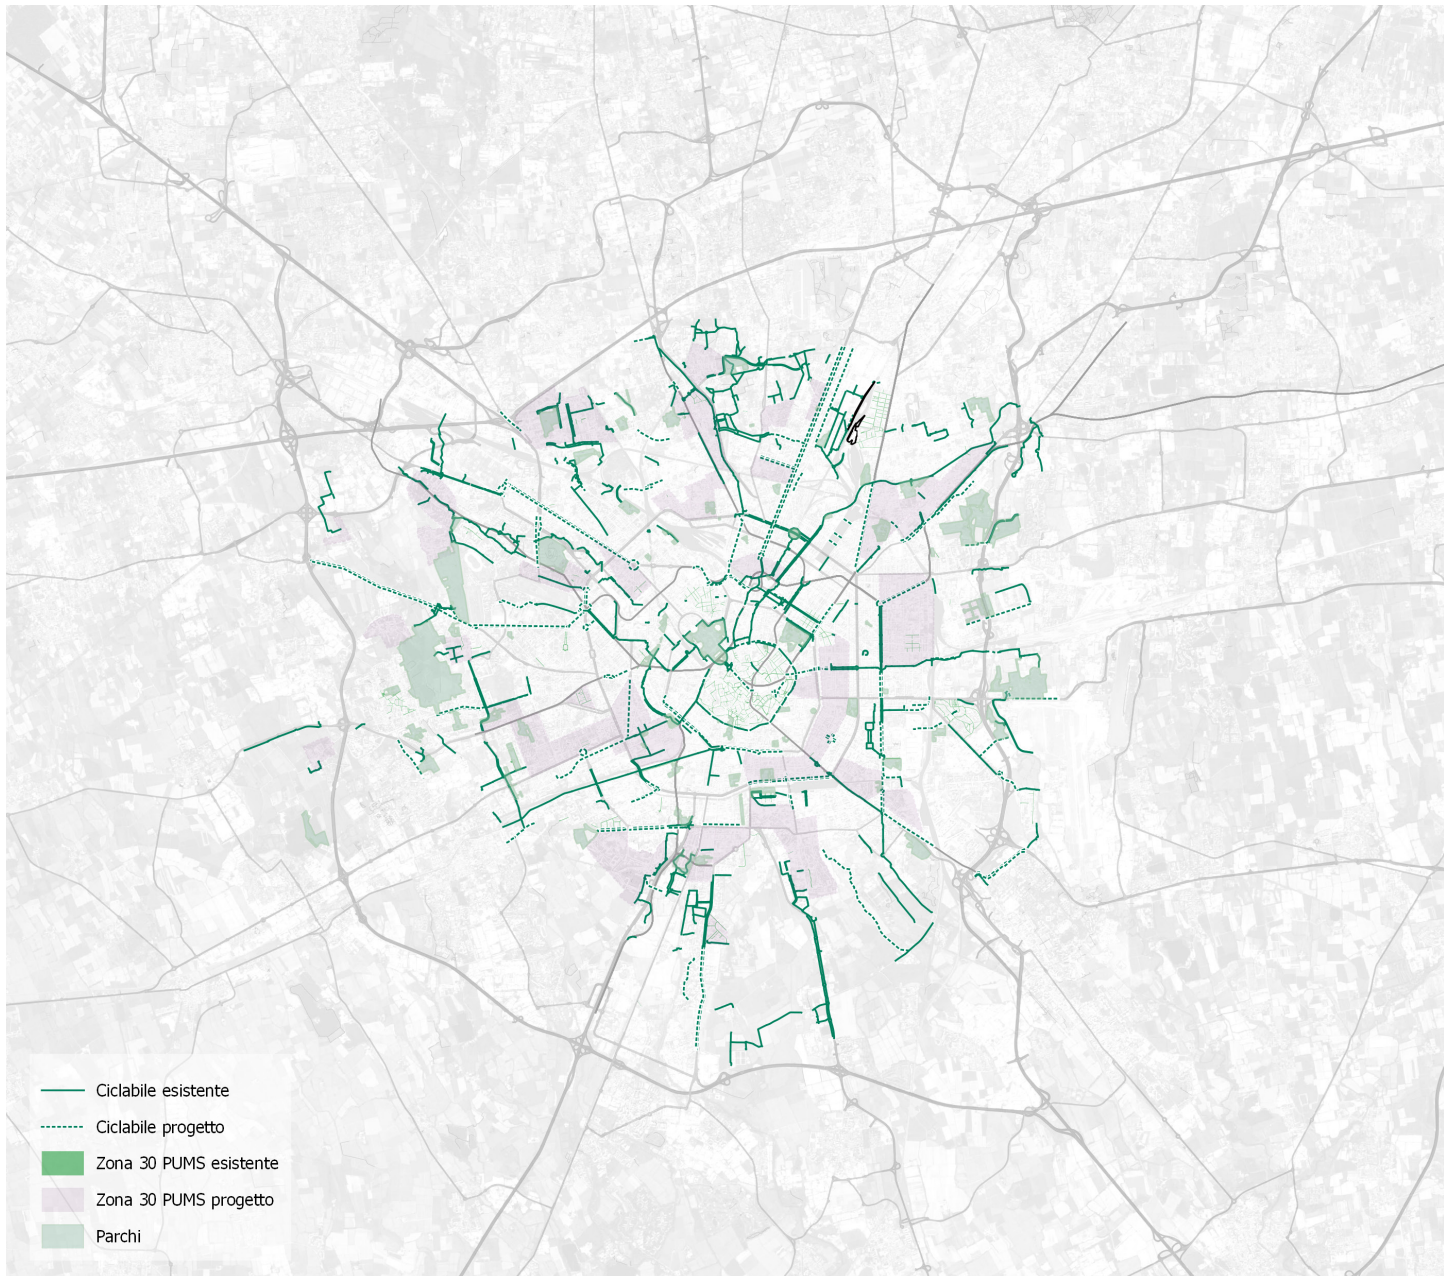 Ciclabile esistente
Ciclabile progetto
Zona 30 PUMS esistente
Zona 30 PUMS progetto
Parchi